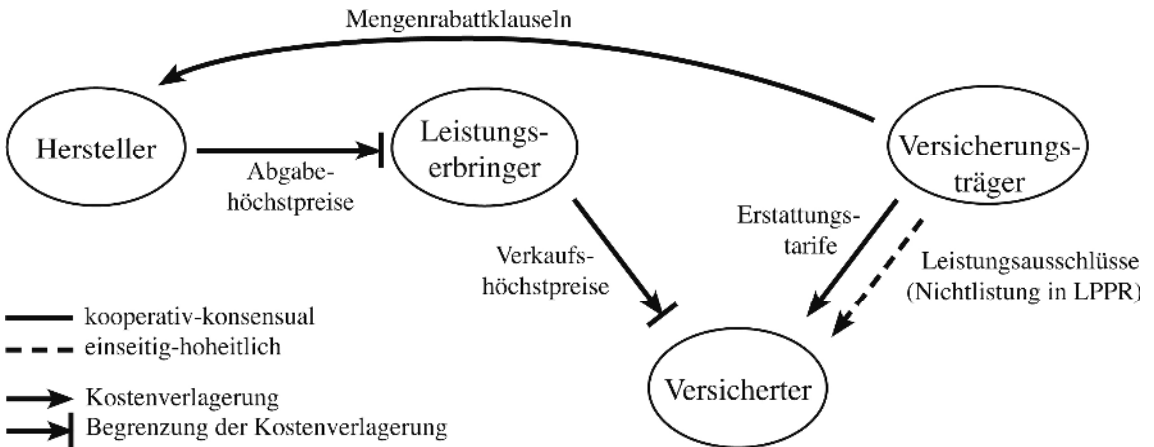 Mengenrabattklauseln
Hersteller
Abgabe-
höchstpreise
Leistungs-
erbringer
Versicherungs-
träger
Verkaufs-
höchstpreise
Erstattungs-
tarife
Leistungsausschlüsse
(Nichtlistung in LPPR)
Versicherter
kooperativ-konsensual
einseitig-hoheitlich
Kostenverlagerung
Begrenzung der Kostenverlagerung